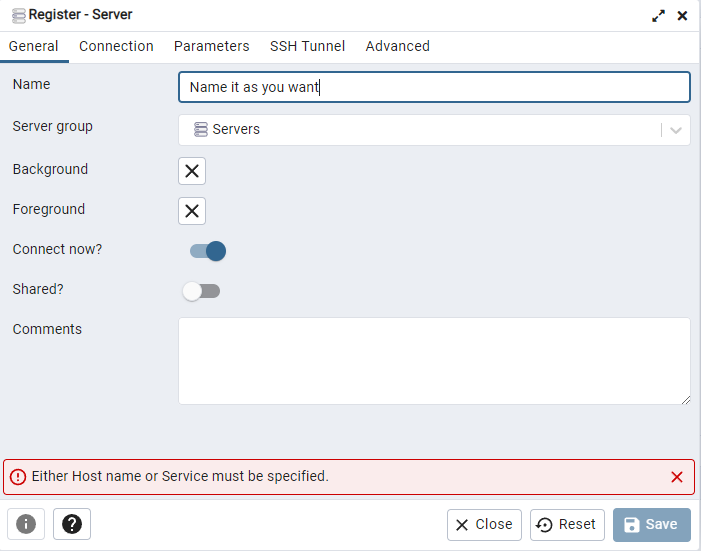 Register - Server
General Connection Parameters SSH Tunnel Advanced
Name Name it as you want
Server group Servers
Background
Foreground
Connect now?
Shared?
Comments
Either Host name or Service must be specified.
Close Reset Save